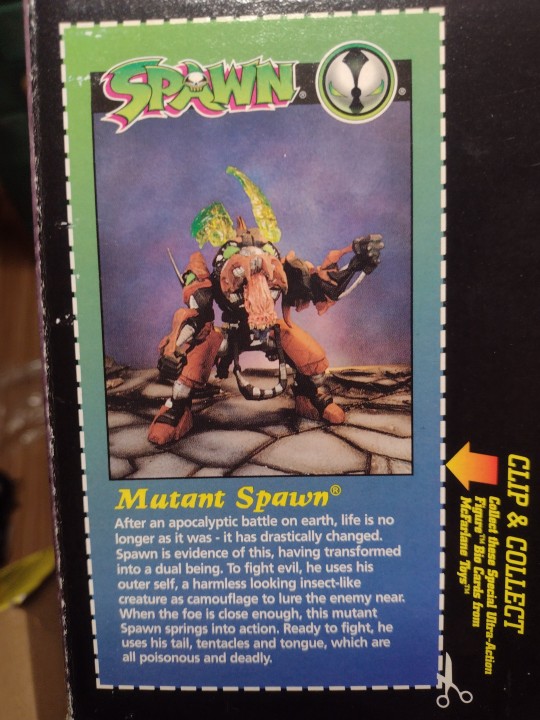 SPAWN®
®
Mutant Spawn®
After an apocalyptic battle on earth, life is no
longer as it was - it has drastically changed.
Spawn is evidence of this, having transformed
into a dual being. To fight evil, he uses his
outer self, a harmless looking insect-like
creature as camouflage to lure the enemy near.
When the foe is close enough, this mutant
Spawn springs into action. Ready to fight, he
uses his tail, tentacles and tongue, which are
all poisonous and deadly.
CLIP & COLLECT
Collect these Special Ultra-Action
Figure™ Bio Cards from
McFarlane Toys.™